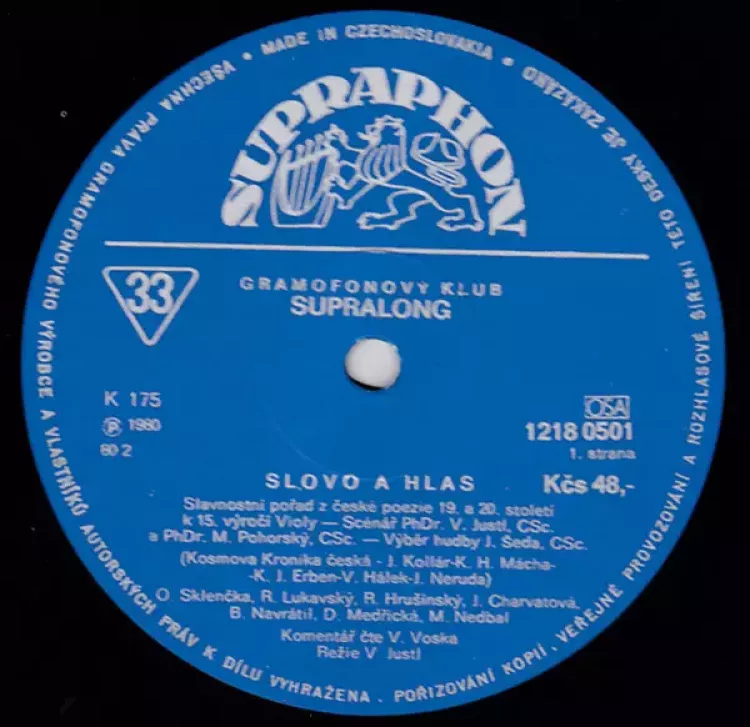 VŠECHNA PRÁVA GRAMOFONOVÉHO VÝROBCE A VLASTNÍKŮ AUTORSKÝCH PRÁV K DÍLU VYHRAŽENA. POŘIZOVÁNÍ KOPIÍ, VEŘEJNÉ PROVOZOVÁNÍ A ROZHLASOVÉ ŠÍŘENÍ TÉTO DESKY JE ZAKÁZÁNO • MADE IN CZECHOSLOVAKIA •
SUPRAPHON
33
GRAMOFONOVÝ KLUB
SUPRALONG
K 175
Ⓟ 1980
80 2
OSA
1218 0501
1. strana
SLOVO A HLAS
Kčs 48,-
Slavnostní pořad z české poezie 19. a 20. století
k 15. výročí Violy — Scénář PhDr. V. Justl, CSc.
a PhDr. M. Pohorský, CSc. — Výběr hudby J. Šeda, CSc.
(Kosmova Kronika česká - J. Kollár-K. H. Mácha-
-K. J. Erben-V. Hálek-J. Neruda)
O. Sklenčka, R. Lukavský, R. Hrušínský, J. Charvatová,
B. Navrátil, D. Medřická, M. Nedbal
Komentář čte V. Voska
Režie V. Justl